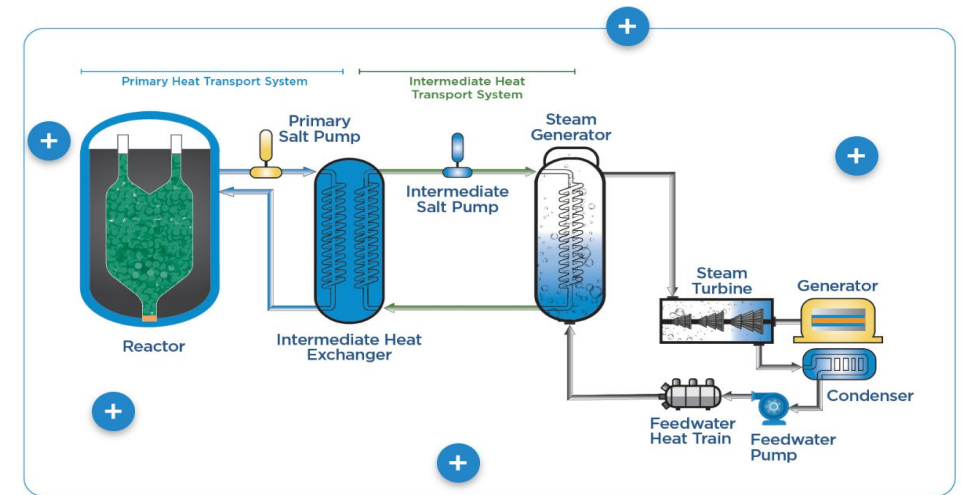 Primary Heat Transport System
Intermediate Heat
Transport System
Primary
Salt Pump
Steam
Generator
Intermediate
Salt Pump
Reactor
Intermediate Heat
Exchanger
Steam
Turbine
Generator
Condenser
Feedwater
Heat Train
Feedwater
Pump